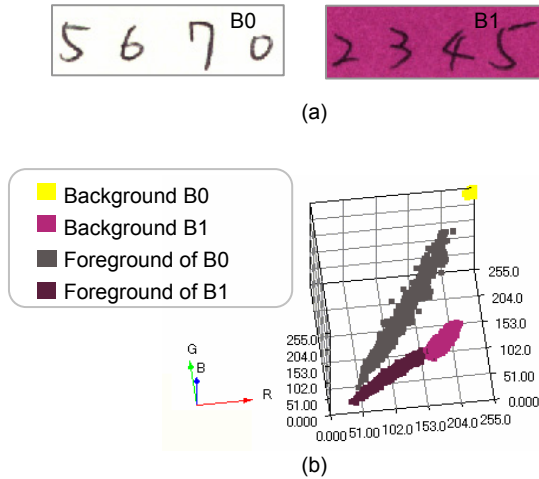 5 6 7 0 B0
2 3 4 5 B1
(a)
Background B0
Background B1
Foreground of B0
Foreground of B1
G
B
R
255.0
204.0
153.0
102.0
51.00
0.000
255.0
204.0
153.0
102.0
51.00
0.000
0.000 51.00 102.0 153.0 204.0 255.0
(b)